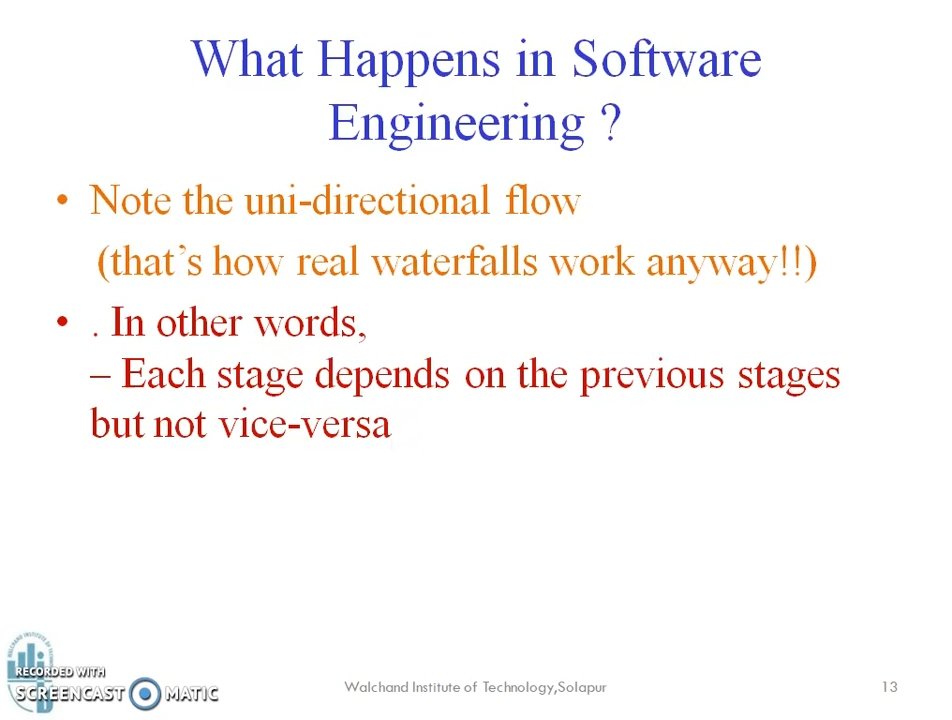 What Happens in Software
Engineering ?
• Note the uni-directional flow
(that's how real waterfalls work anyway!!)
• . In other words,
– Each stage depends on the previous stages
but not vice-versa
RECORDED WITH
SCREENCAST MATIC
Walchand Institute of Technology,Solapur
13